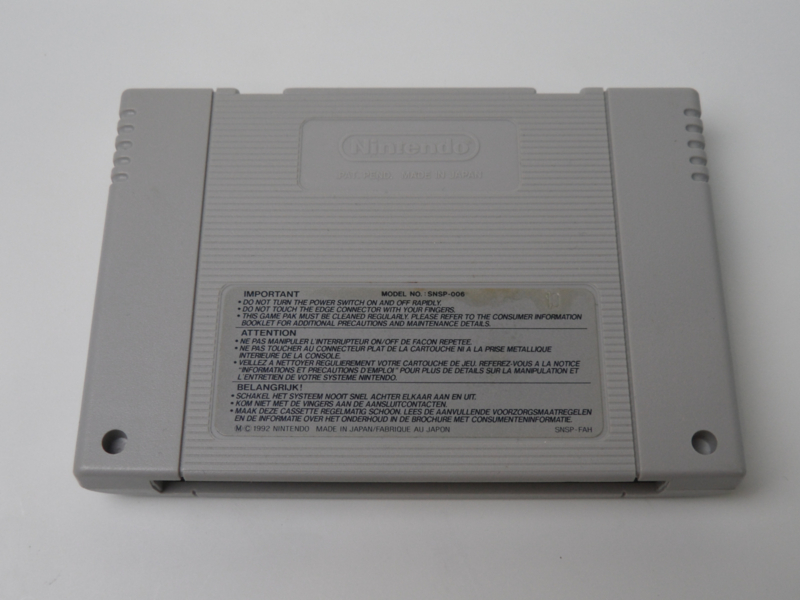 Nintendo
PAT. PEND. MADE IN JAPAN
IMPORTANT MODEL NO.: SNSP-006
• DO NOT TURN THE POWER SWITCH ON AND OFF RAPIDLY.
• DO NOT TOUCH THE EDGE CONNECTOR WITH YOUR FINGERS.
• THIS GAME PAK MUST BE CLEANED REGULARLY. PLEASE REFER TO THE CONSUMER INFORMATION
BOOKLET FOR ADDITIONAL PRECAUTIONS AND MAINTENANCE DETAILS.
ATTENTION
• NE PAS MANIPULER L'INTERRUPTEUR ON/OFF DE FACON REPETEE.
• NE PAS TOUCHER AU CONNECTEUR PLAT DE LA CARTOUCHE NI A LA PRISE METALLIQUE
INTERIEURE DE LA CONSOLE.
• VEILLEZ A NETTOYER REGULIEREMENT VOTRE CARTOUCHE DE JEU. REFEREZ-VOUS A LA NOTICE
"INFORMATIONS ET PRECAUTIONS D'EMPLOI" POUR PLUS DE DETAILS SUR LA MANIPULATION ET
L'ENTRETIEN DE VOTRE SYSTEME NINTENDO.
BELANGRIJK!
• SCHAKEL HET SYSTEEM NOOIT SNEL ACHTER ELKAAR AAN EN UIT.
• KOM NIET MET DE VINGERS AAN DE AANSLUITCONTACTEN.
• MAAK DEZE CASSETTE REGELMATIG SCHOON. LEES DE AANVULLENDE VOORZORGSMAATREGELEN
EN DE INFORMATIE OVER HET ONDERHOUD IN DE BROCHURE MET CONSUMENTENINFORMATIE.
M © 1992 NINTENDO MADE IN JAPAN/FABRIQUE AU JAPON SNSP-FAH